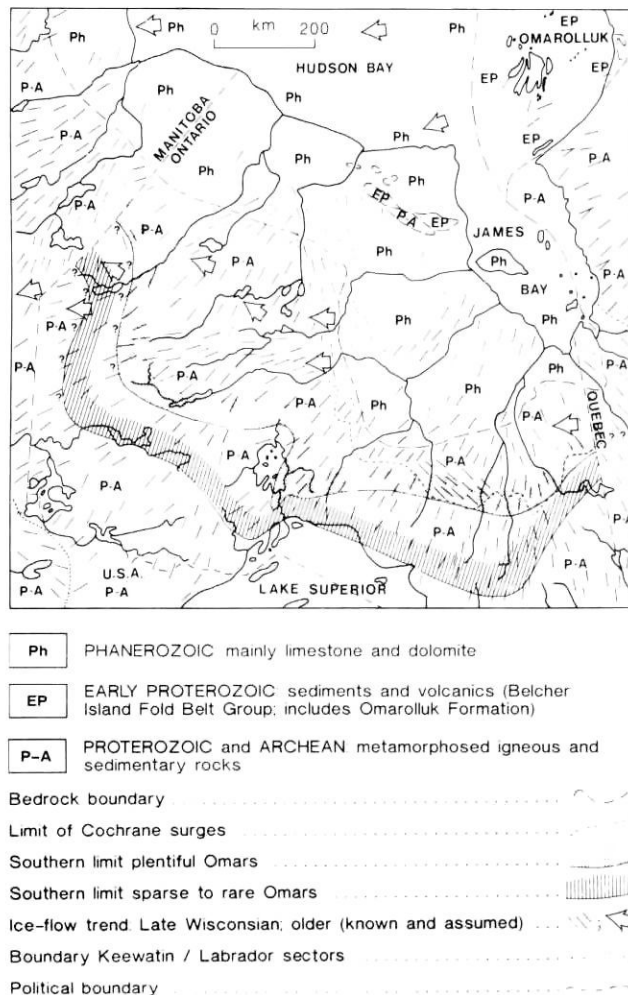 Ph
km
0 200
Ph
EP
OMAROLLUK
Ph
P-A
HUDSON BAY
EP
EP
Ph
Ph
P-A
MANITOBA
ONTARIO
Ph
Ph
EP
P-A
Ph
Ph
P-A
P-A
EP
P-A
EP
P-A
P-A
JAMES
Ph
BAY
Ph
P-A
Ph
Ph
Ph
P-A
P-A
P-A
P-A
Ph
P-A
QUEBEC
P-A
P-A
P-A
P-A
P-A
U.S.A.
P-A
P-A
LAKE SUPERIOR
Ph PHANEROZOIC mainly limestone and dolomite
EP EARLY PROTEROZOIC sediments and volcanics (Belcher
Island Fold Belt Group; includes Omarolluk Formation)
P-A PROTEROZOIC and ARCHEAN metamorphosed igneous and
sedimentary rocks
Bedrock boundary
Limit of Cochrane surges
Southern limit plentiful Omars
Southern limit sparse to rare Omars
Ice-flow trend: Late Wisconsian; older (known and assumed)
Boundary Keewatin / Labrador sectors
Political boundary